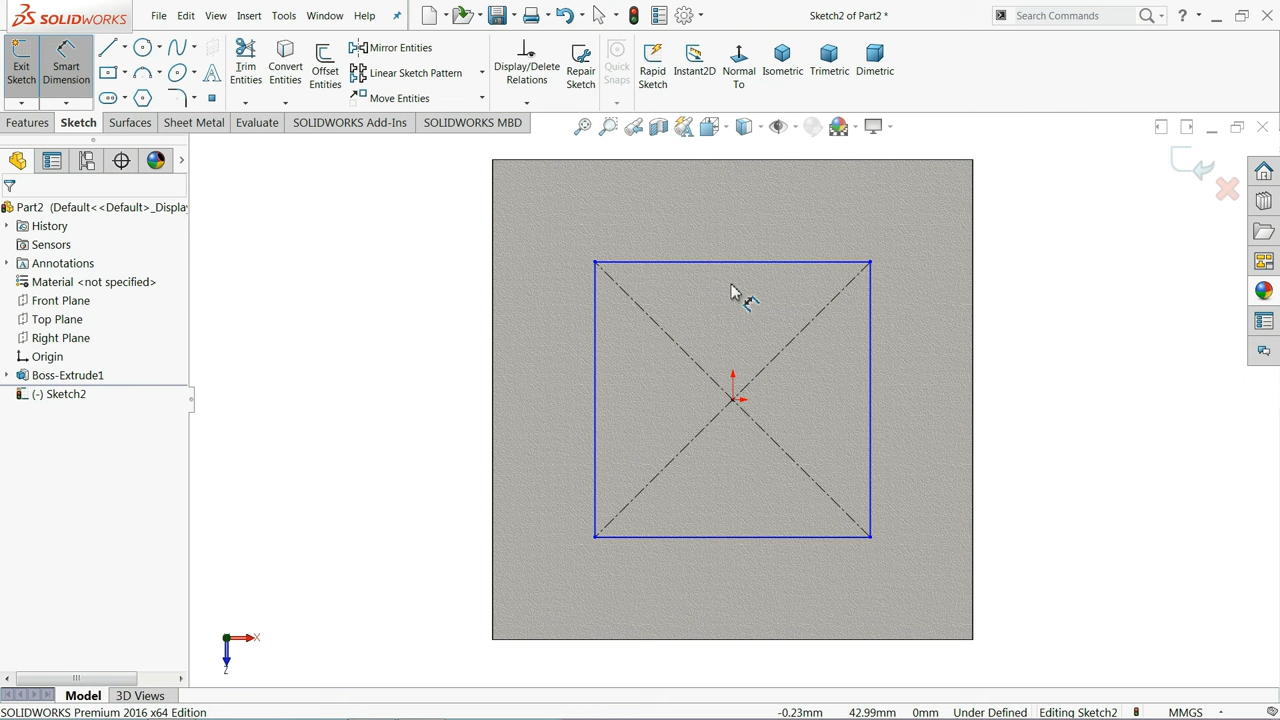 SOLIDWORKS File Edit View Insert Tools Window Help Sketch2 of Part2 * Search Commands ?
Exit Sketch Smart Dimension Trim Entities Convert Entities Offset Entities Mirror Entities Linear Sketch Pattern Move Entities Display/Delete Relations Repair Sketch Quick Snaps Rapid Sketch Instant2D Normal To Isometric Trimetric Dimetric
Features Sketch Surfaces Sheet Metal Evaluate SOLIDWORKS Add-Ins SOLIDWORKS MBD
Part2 (Default<<Default>_Displa
History
Sensors
Annotations
Material <not specified>
Front Plane
Top Plane
Right Plane
Origin
Boss-Extrude1
(-) Sketch2
X
Z
Model 3D Views
SOLIDWORKS Premium 2016 x64 Edition -0.23mm 42.99mm 0mm Under Defined Editing Sketch2 MMGS